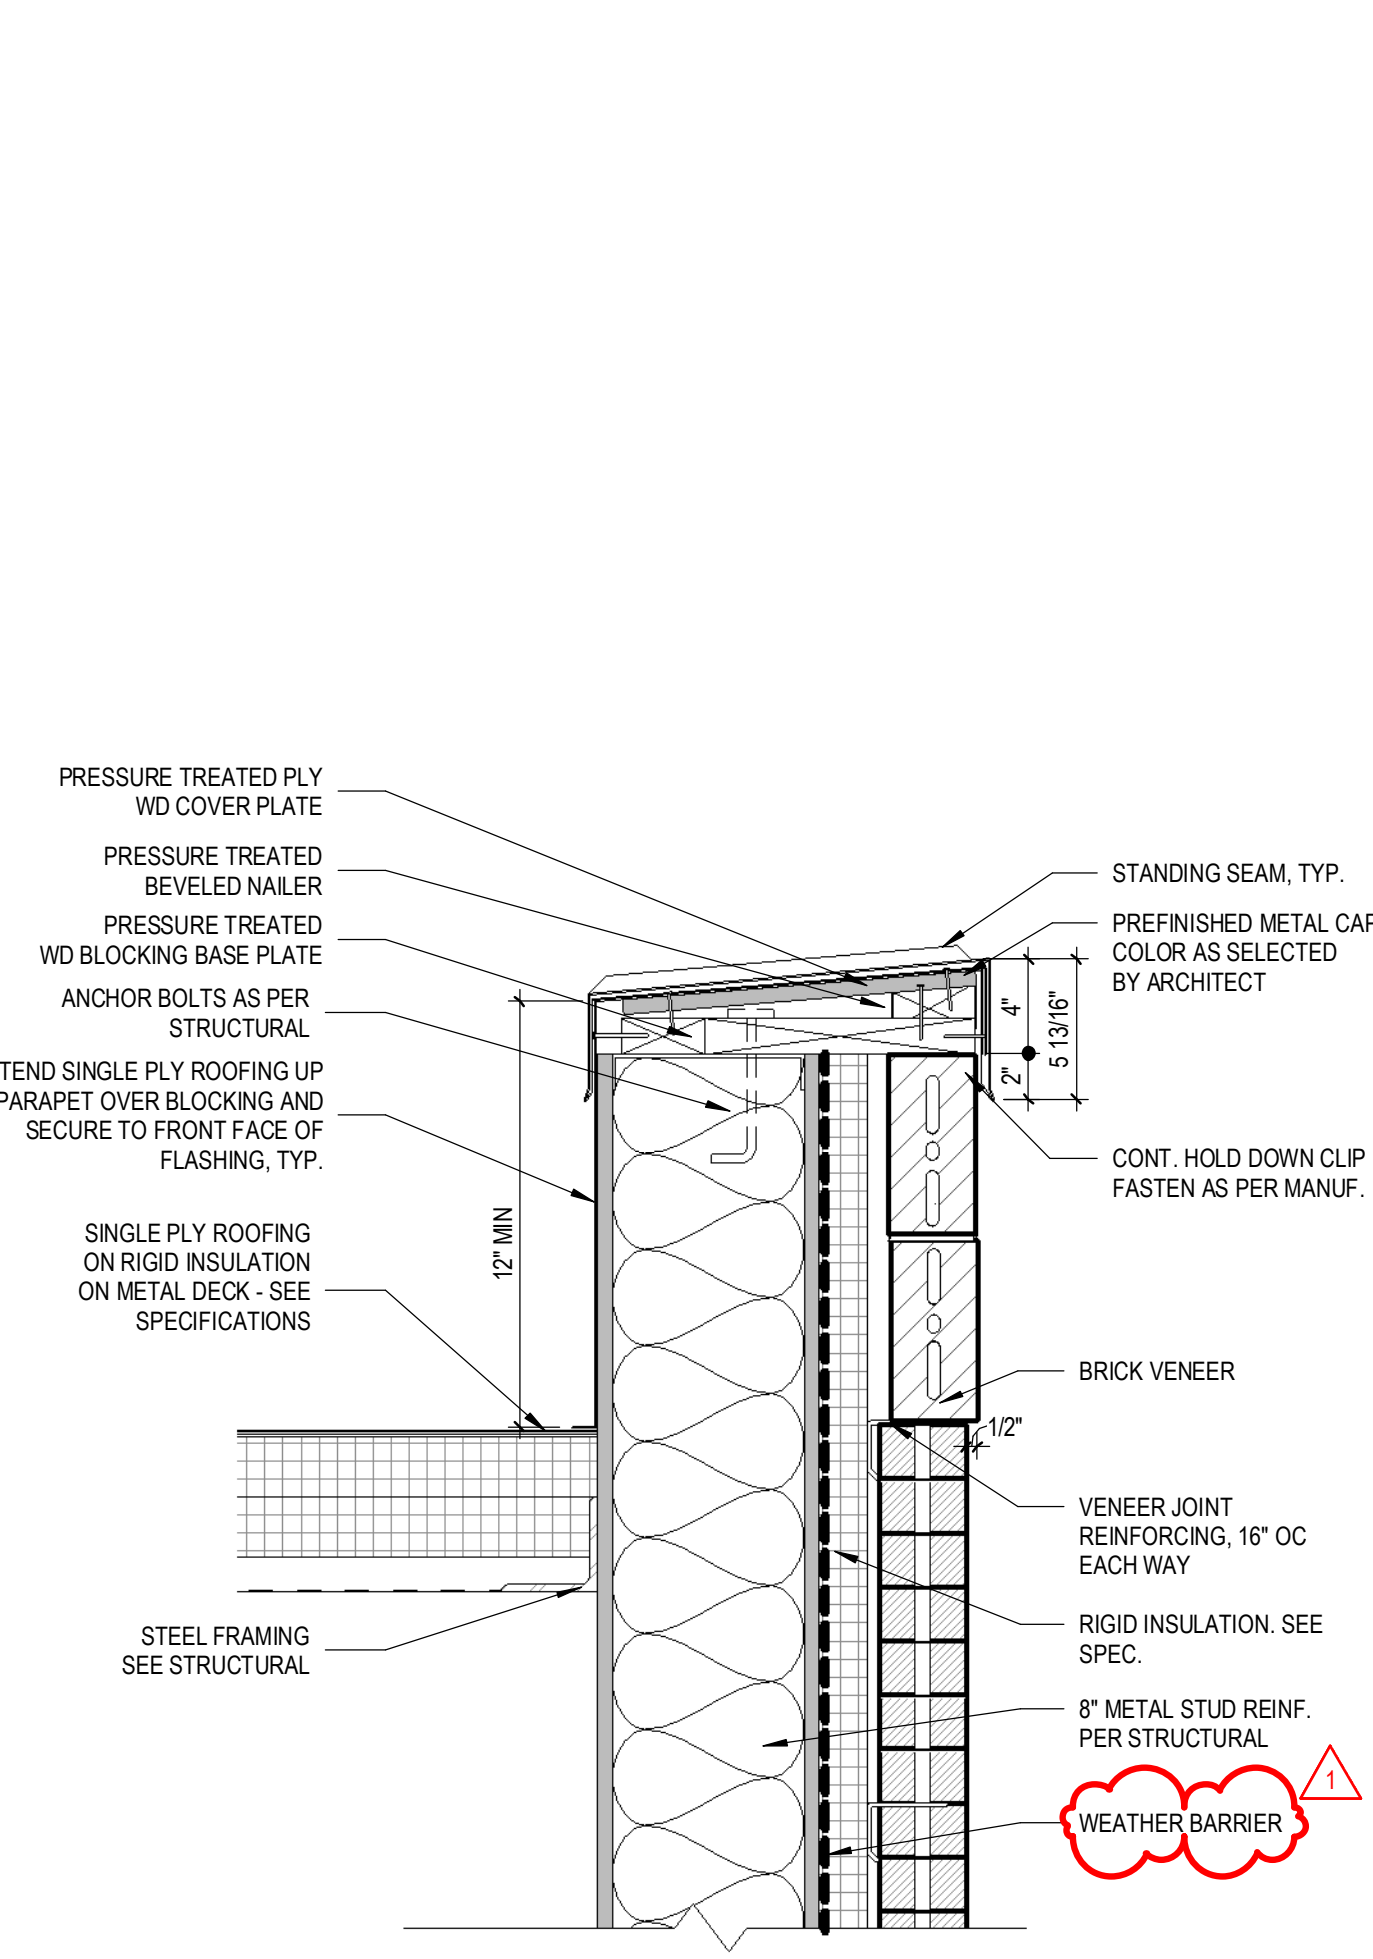 PRESSURE TREATED PLY
WD COVER PLATE
PRESSURE TREATED
BEVELED NAILER
PRESSURE TREATED
WD BLOCKING BASE PLATE
ANCHOR BOLTS AS PER
STRUCTURAL
TEND SINGLE PLY ROOFING UP
PARAPET OVER BLOCKING AND
SECURE TO FRONT FACE OF
FLASHING, TYP.
SINGLE PLY ROOFING
ON RIGID INSULATION
ON METAL DECK - SEE
SPECIFICATIONS
STEEL FRAMING
SEE STRUCTURAL
12" MIN
STANDING SEAM, TYP.
PREFINISHED METAL CAP
COLOR AS SELECTED
BY ARCHITECT
4"
5 13/16"
2"
CONT. HOLD DOWN CLIP
FASTEN AS PER MANUF.
BRICK VENEER
1/2"
VENEER JOINT
REINFORCING, 16" OC
EACH WAY
RIGID INSULATION. SEE
SPEC.
8" METAL STUD REINF.
PER STRUCTURAL
1
WEATHER BARRIER